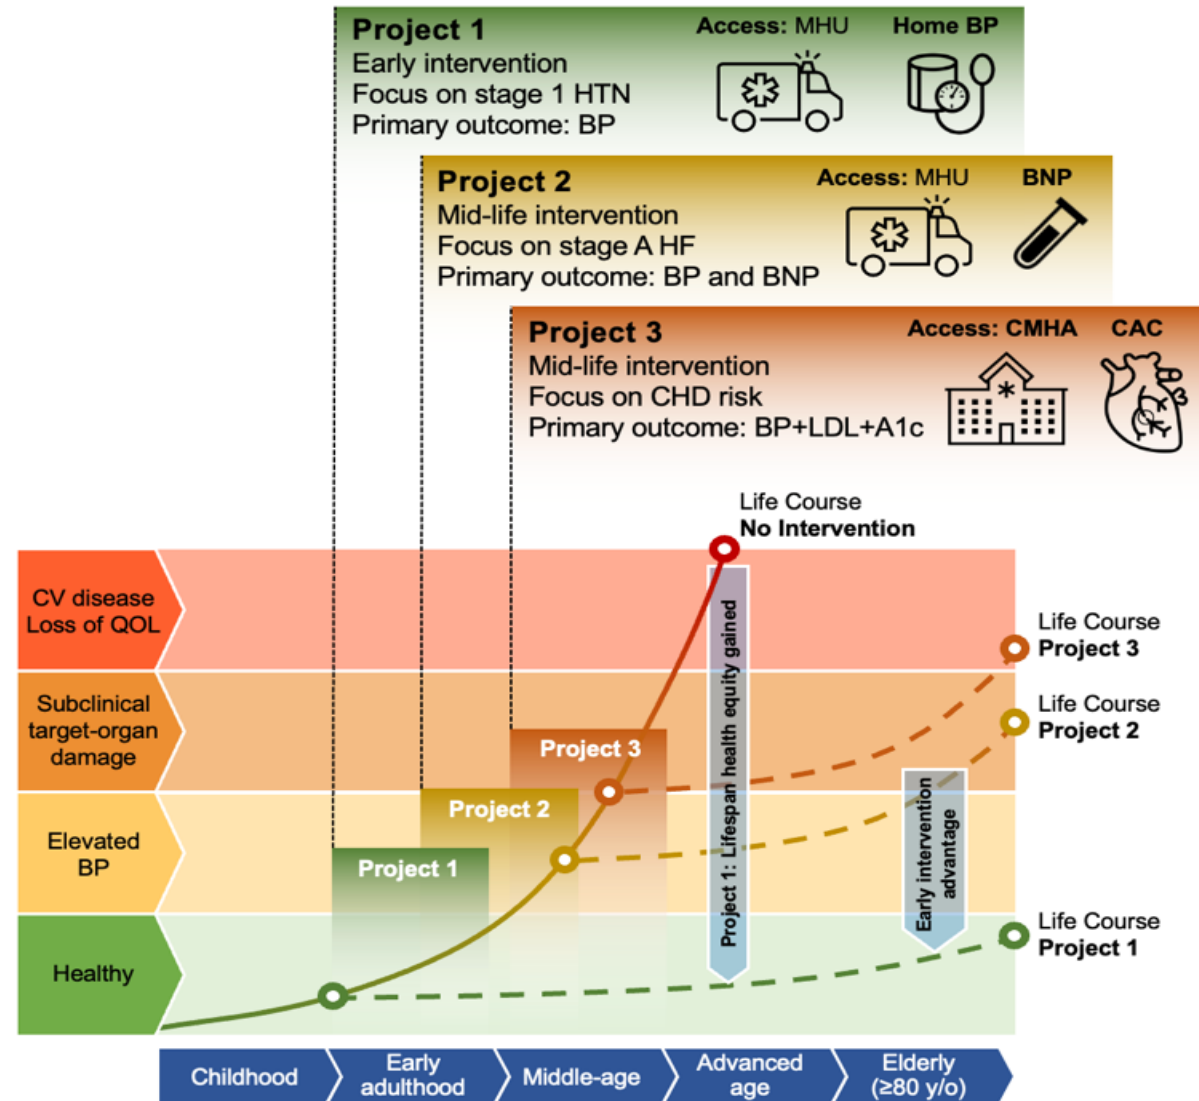 Project 1
Early intervention
Focus on stage 1 HTN
Primary outcome: BP
Access: MHU
Home BP
Project 2
Mid-life intervention
Focus on stage A HF
Primary outcome: BP and BNP
Access: MHU
BNP
Project 3
Mid-life intervention
Focus on CHD risk
Primary outcome: BP+LDL+A1c
Access: CMHA
CAC
Life Course
No Intervention
CV disease
Loss of QOL
Subclinical
target-organ
damage
Elevated
BP
Healthy
Project 3
Project 2
Project 1
Project 1: Lifespan health equity gained
Early intervention
advantage
Life Course
Project 3
Life Course
Project 2
Life Course
Project 1
Childhood
Early
adulthood
Middle-age
Advanced
age
Elderly
(≥80 y/o)